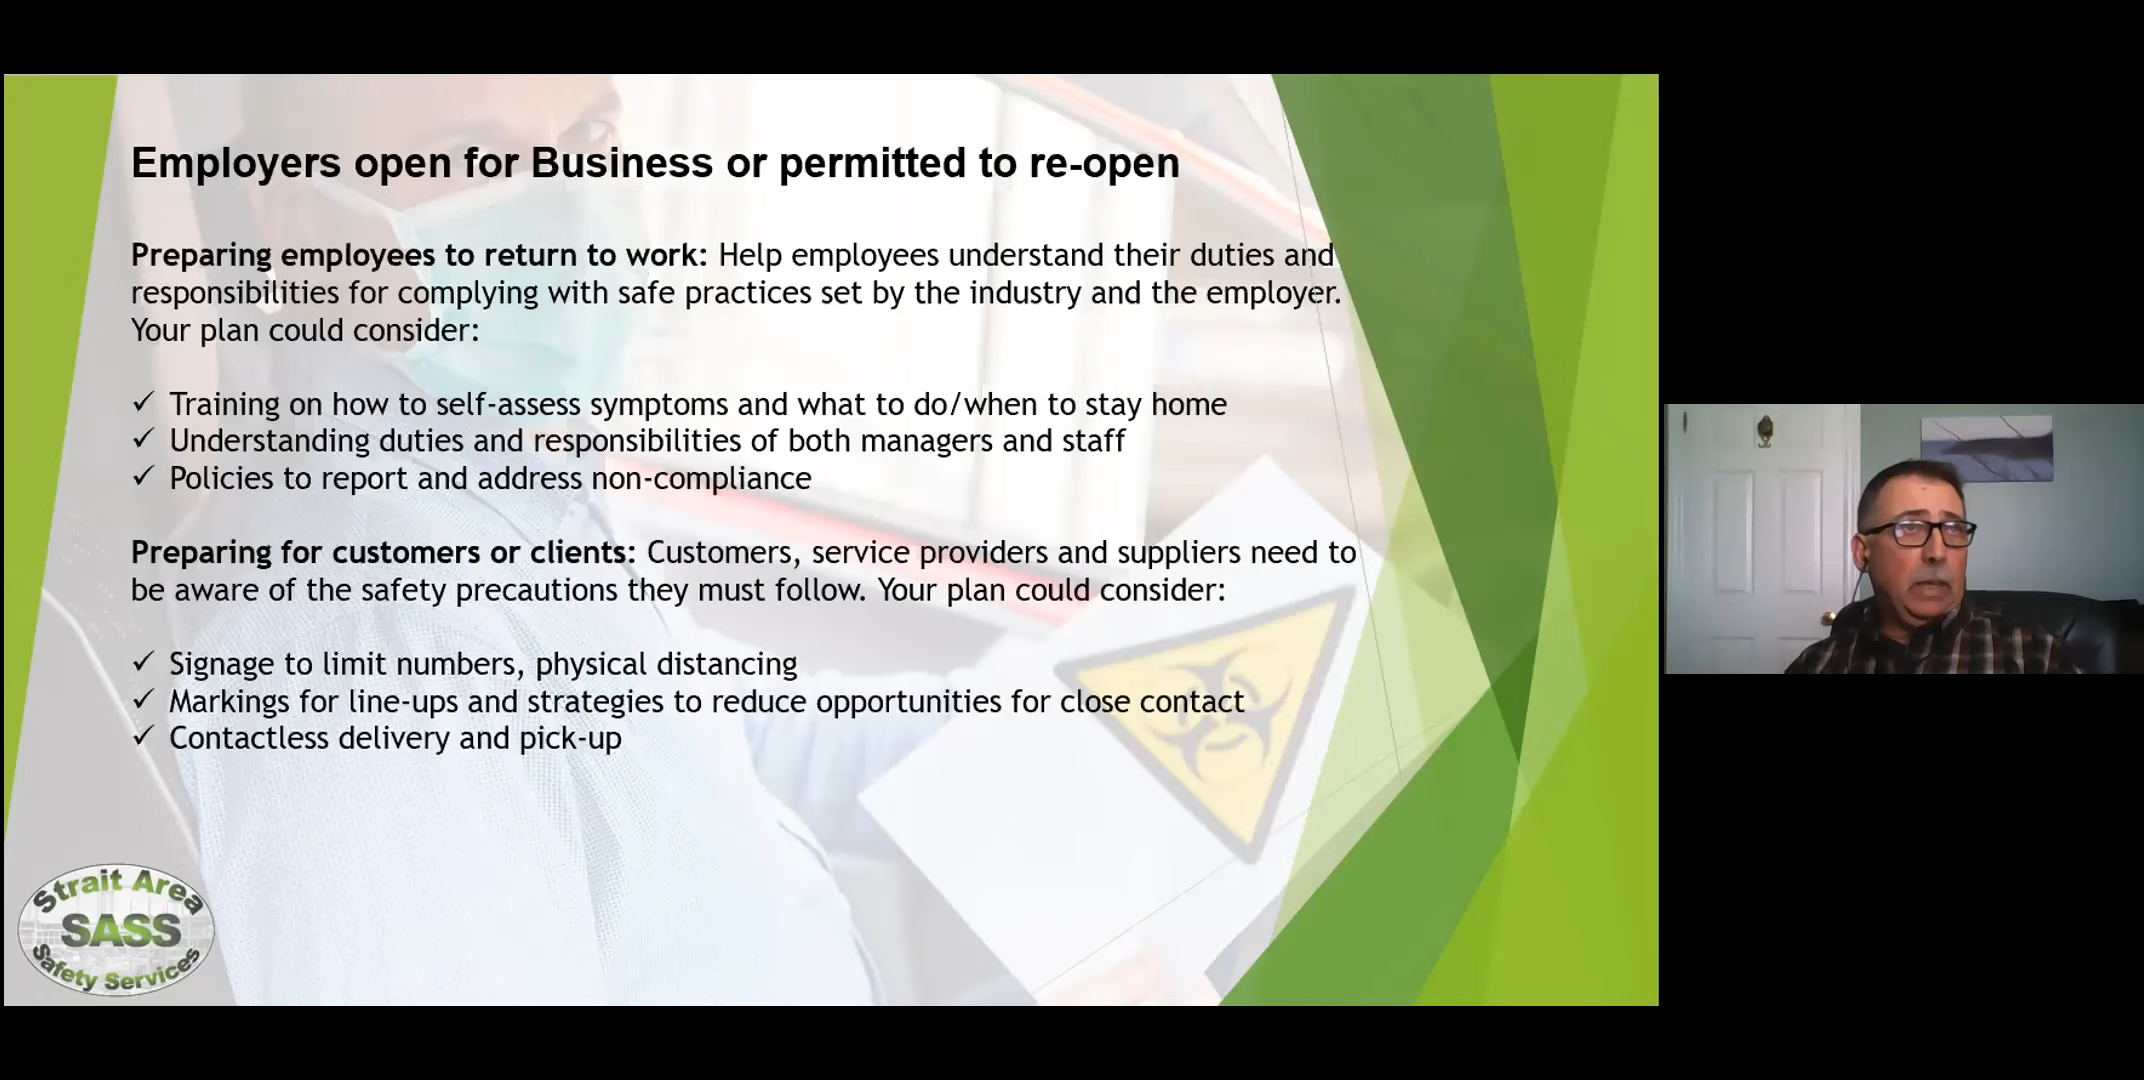 Employers open for Business or permitted to re-open
Preparing employees to return to work: Help employees understand their duties and
responsibilities for complying with safe practices set by the industry and the employer.
Your plan could consider:
✓ Training on how to self-assess symptoms and what to do/when to stay home
✓ Understanding duties and responsibilities of both managers and staff
✓ Policies to report and address non-compliance
Preparing for customers or clients: Customers, service providers and suppliers need to
be aware of the safety precautions they must follow. Your plan could consider:
✓ Signage to limit numbers, physical distancing
✓ Markings for line-ups and strategies to reduce opportunities for close contact
✓ Contactless delivery and pick-up
Strait Area
SASS
Safety Services